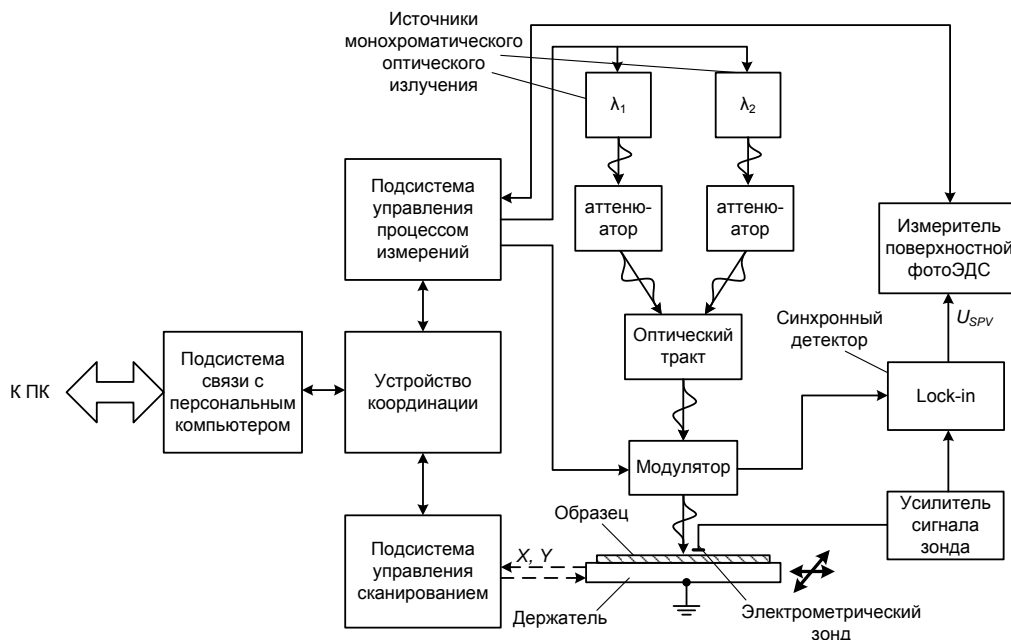 Источники
монохроматического
оптического
излучения
λ1
λ2
Подсистема
управления
процессом
измерений
аттеню-
атор
аттеню-
атор
Измеритель
поверхностной
фотоЭДС
Оптический
тракт
USPV
Синхронный
детектор
К ПК
Подсистема
связи с
персональным
компьютером
Устройство
координации
Lock-in
Модулятор
Образец
Усилитель
сигнала
зонда
Подсистема
управления
сканированием
X, Y
Держатель
Электрометрический
зонд